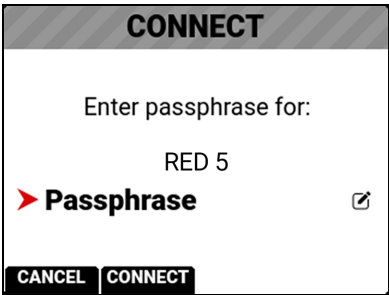 CONNECT
Enter passphrase for:
RED 5
Passphrase
CANCEL CONNECT